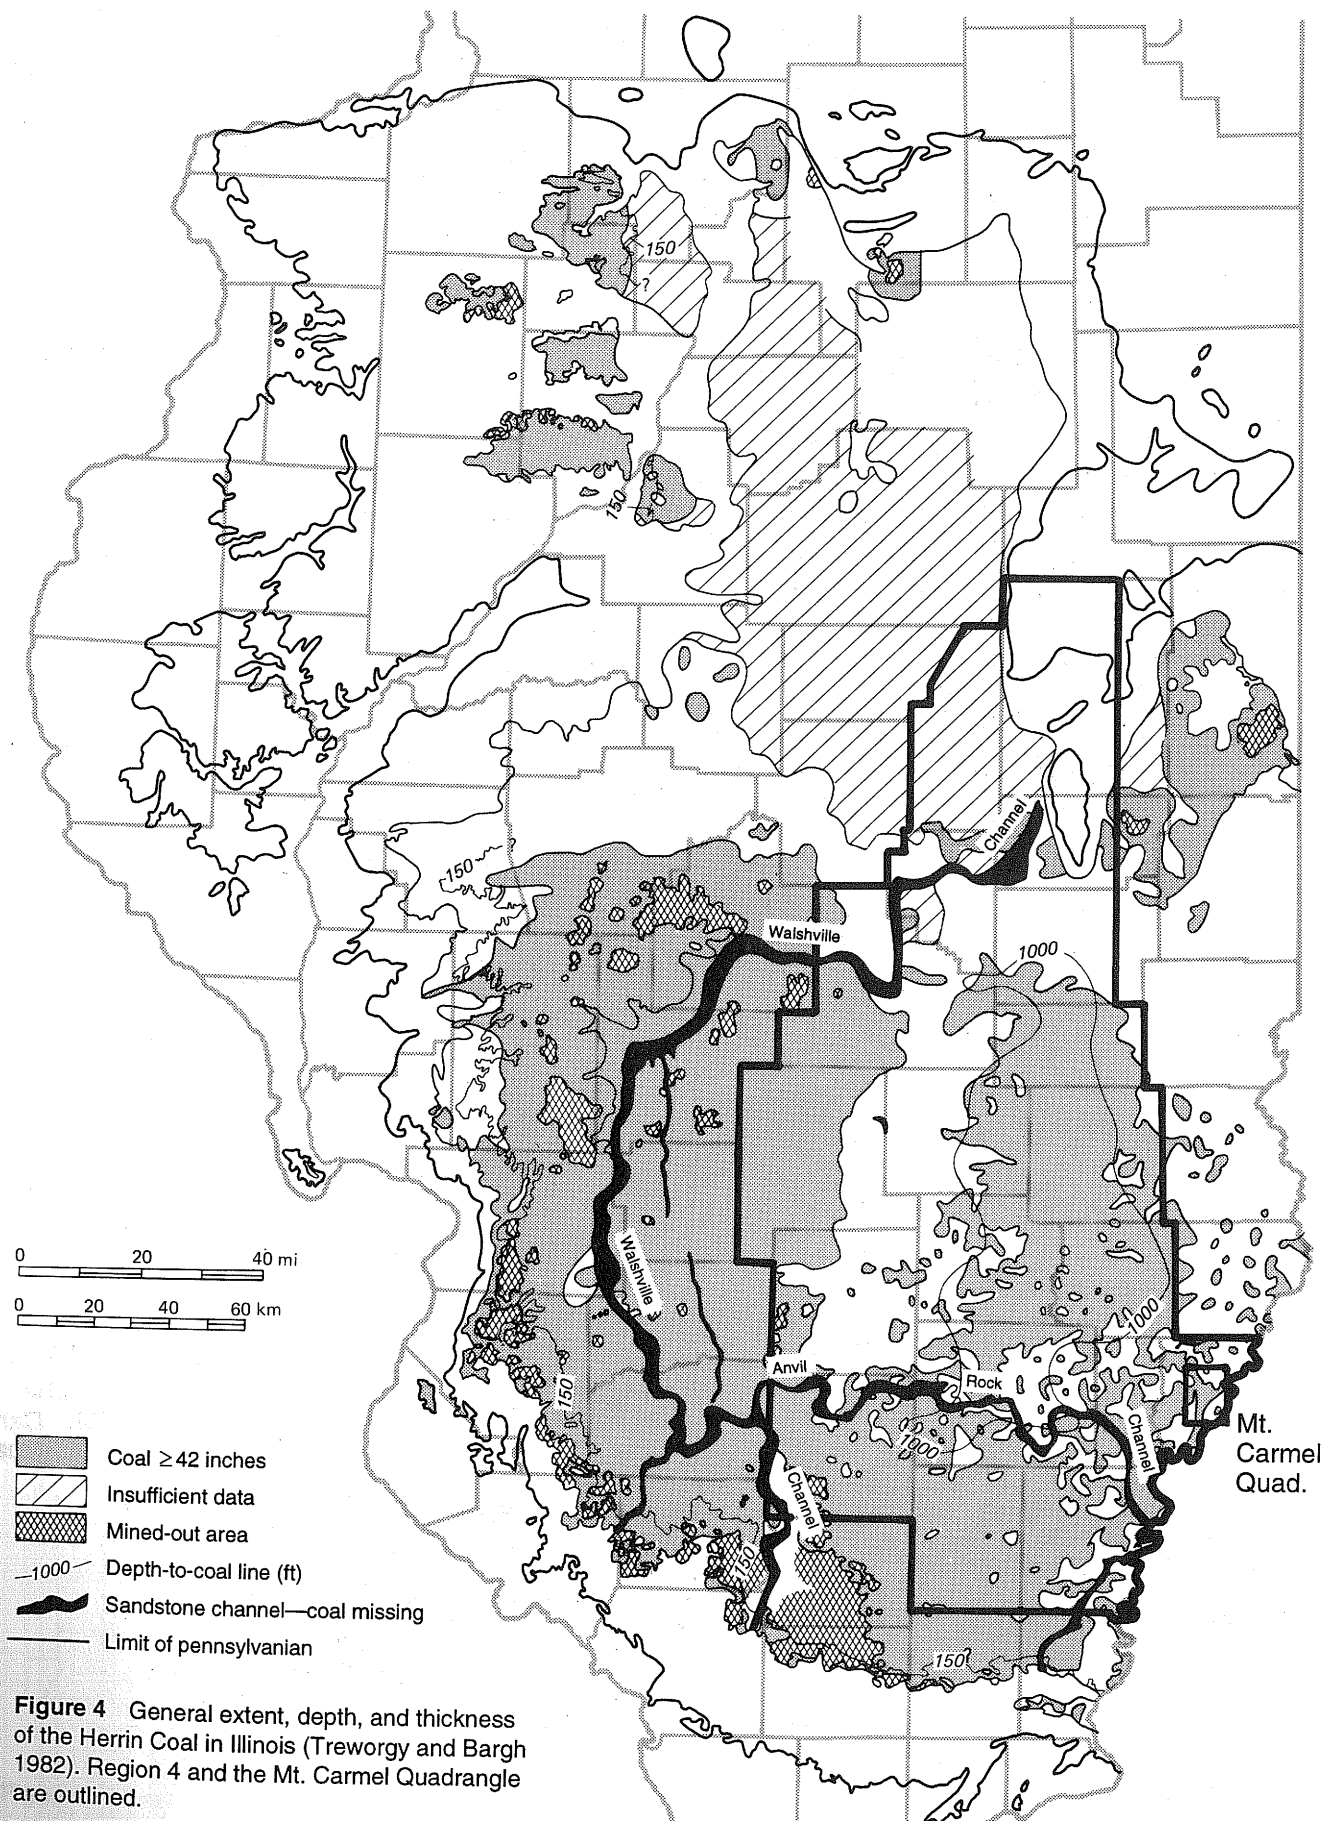 150
?
150
Channel
150
?
Walshville
1000
0 20 40 mi
0 20 40 60 km
Walshville
1000
Anvil
Rock
150
Channel
1000
Mt.
Carmel
Quad.
Channel
150
150?
Coal ≥ 42 inches
Insufficient data
Mined-out area
1000 Depth-to-coal line (ft)
Sandstone channel—coal missing
Limit of pennsylvanian
Figure 4 General extent, depth, and thickness
of the Herrin Coal in Illinois (Treworgy and Bargh
1982). Region 4 and the Mt. Carmel Quadrangle
are outlined.